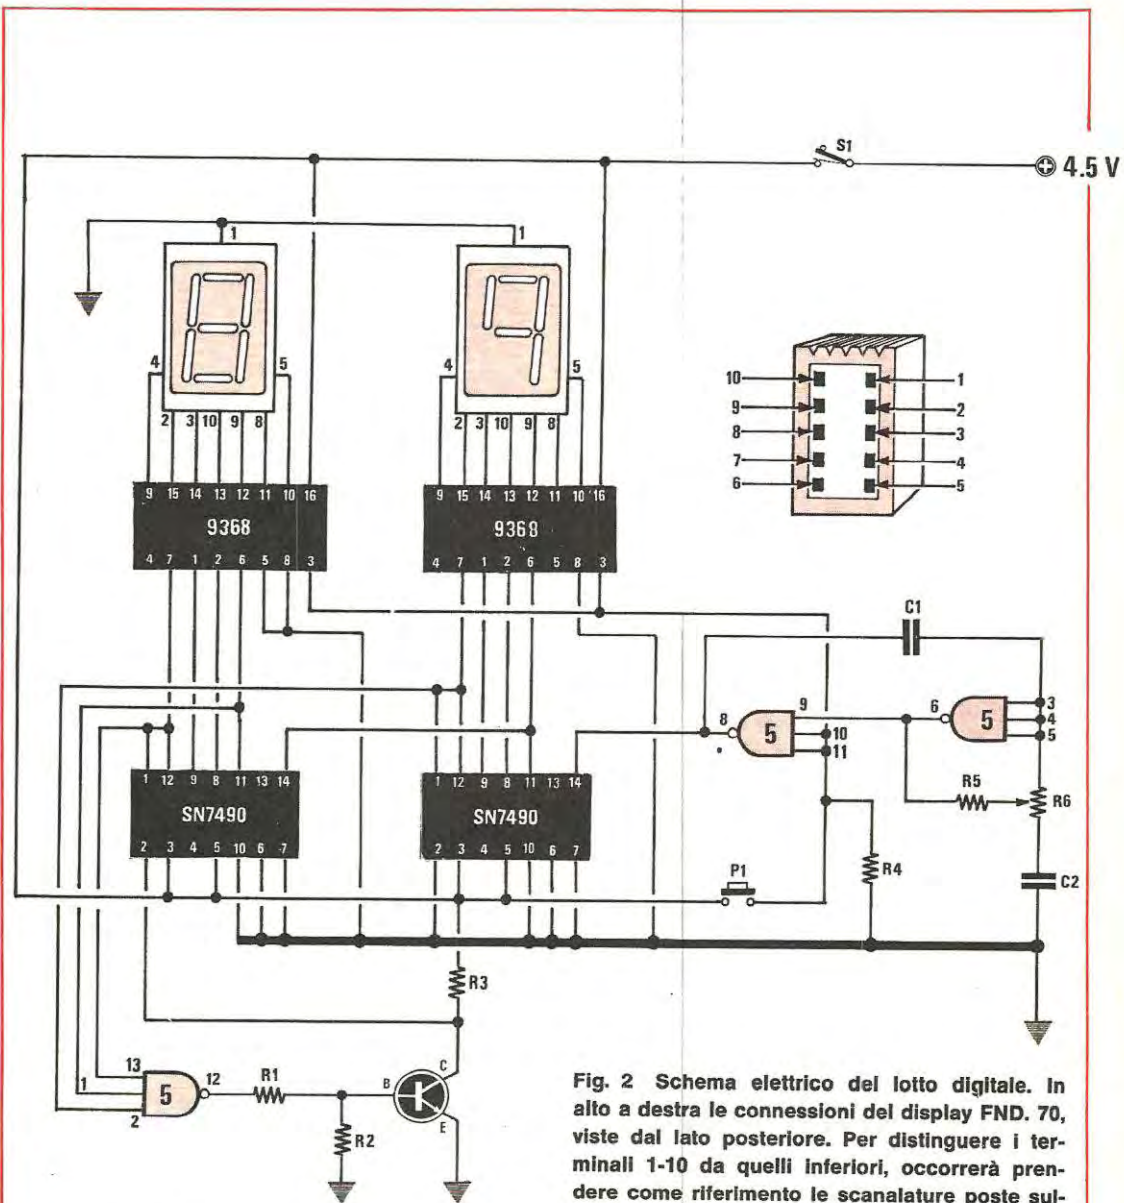 S1
4.5 V
1
1
4
5
4
5
2 3 10 9 8
2 3 10 9 8
10
9
8
7
6
1
2
3
4
5
9 15 14 13 12 11 10 16
9368
4 7 1 2 6 5 8 3
9 15 14 13 12 11 10 16
9368
4 7 1 2 6 5 8 3
C1
8
5
9
10
11
6
5
3
4
5
R5
R6
1 12 9 8 11 13 14
SN7490
2 3 4 5 10 6 7
1 12 9 8 11 13 14
SN7490
2 3 4 5 10 6 7
P1
R4
C2
R3
13
1
2
5
12
R1
R2
B
C
E
Fig. 2 Schema elettrico del lotto digitale. In
alto a destra le connessioni del display FND. 70,
viste dal lato posteriore. Per distinguere i ter-
minali 1-10 da quelli inferiori, occorrerà pren-
dere come riferimento le scanalature poste sul-